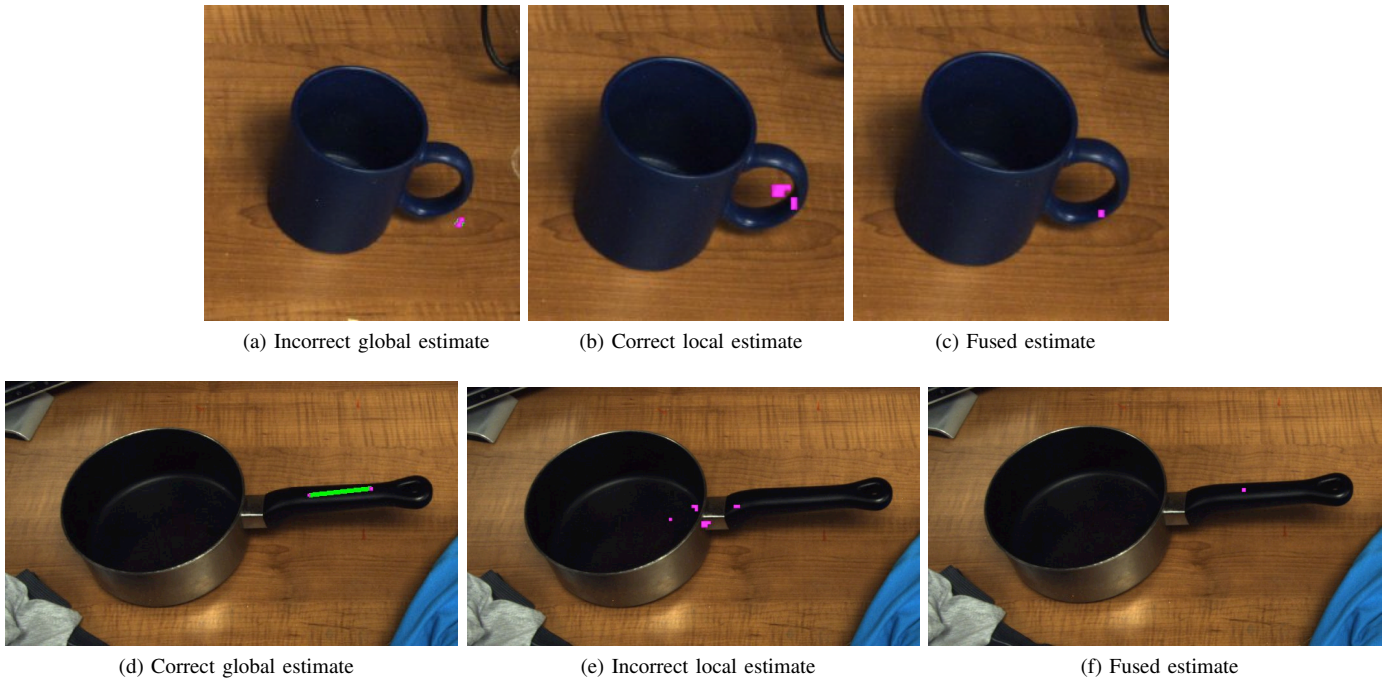 (a) Incorrect global estimate
(b) Correct local estimate
(c) Fused estimate
(d) Correct global estimate
(e) Incorrect local estimate
(f) Fused estimate